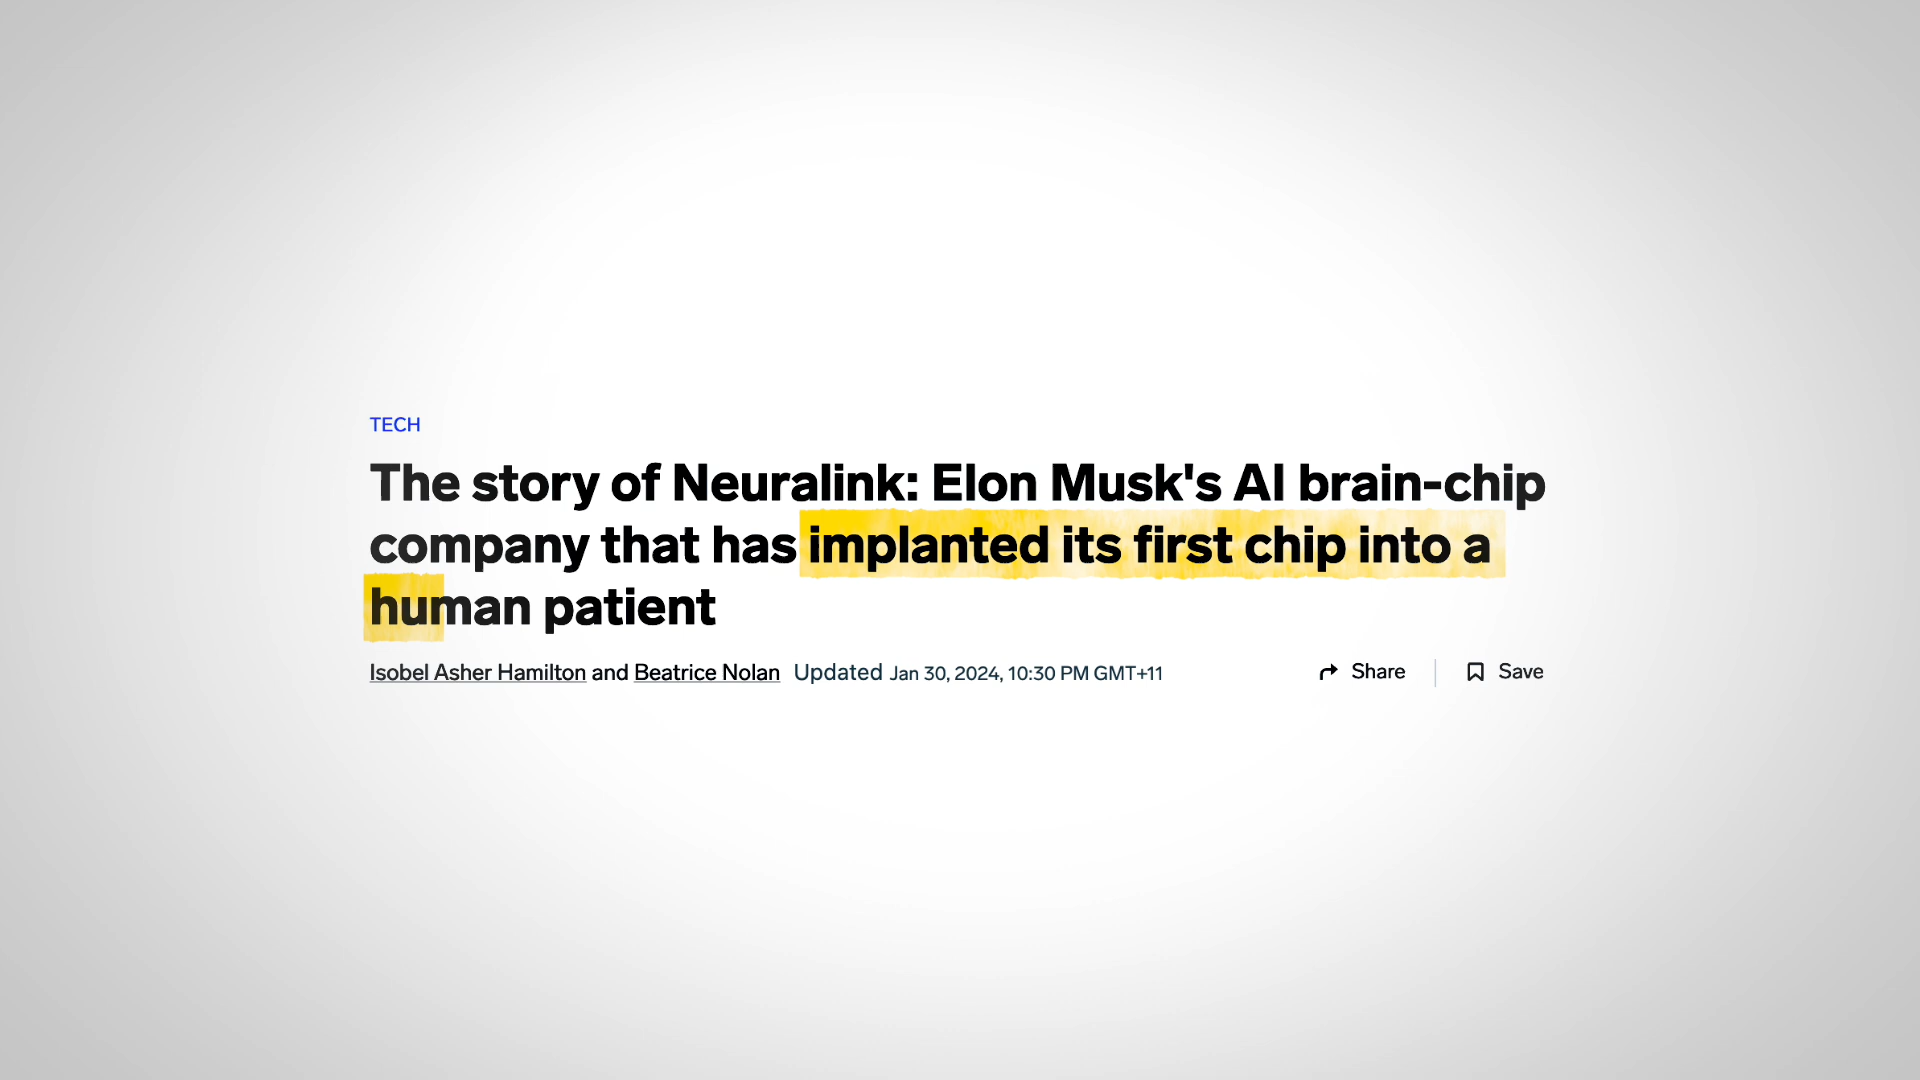 TECH
The story of Neuralink: Elon Musk's AI brain-chip
company that has implanted its first chip into a
human patient
Isobel Asher Hamilton and Beatrice Nolan Updated Jan 30, 2024, 10:30 PM GMT+11 Share Save